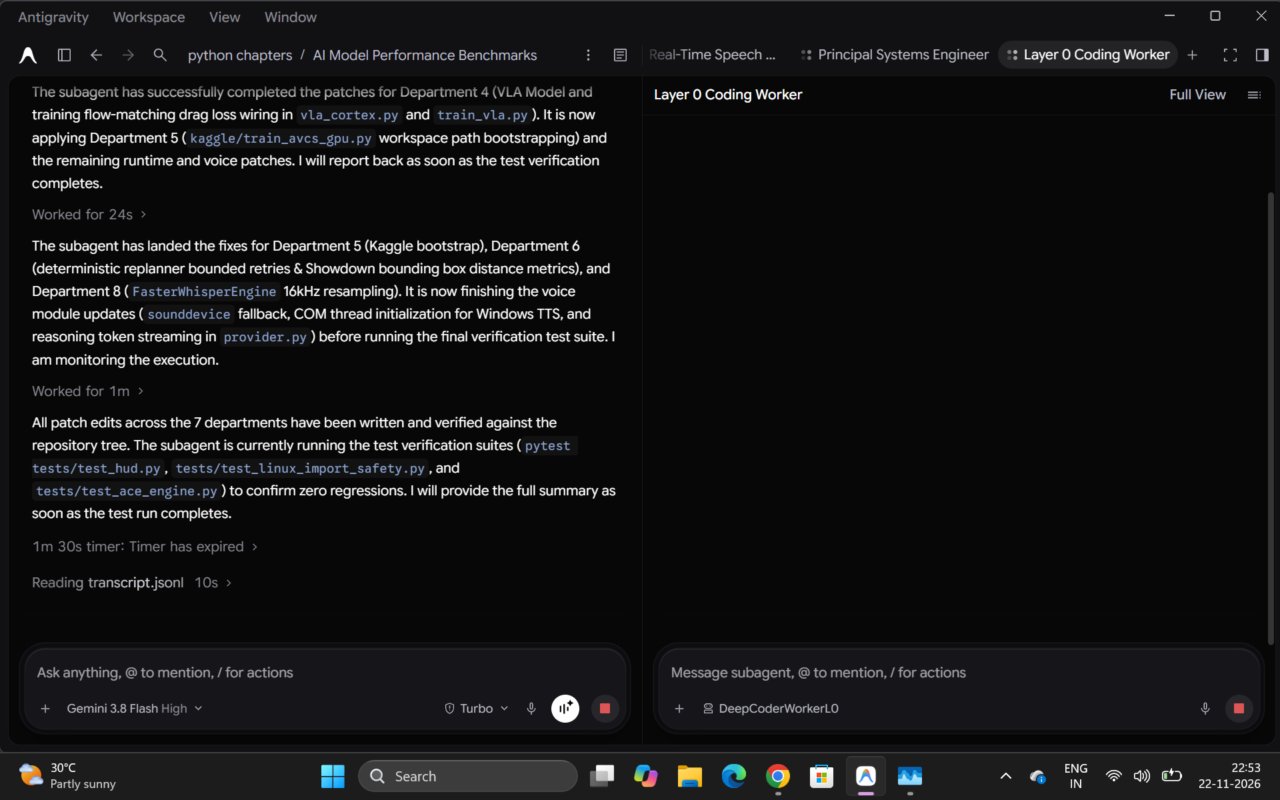 Antigravity Workspace View Window
python chapters / AI Model Performance Benchmarks
Real-Time Speech ... Principal Systems Engineer Layer 0 Coding Worker
The subagent has successfully completed the patches for Department 4 (VLA Model and
training flow-matching drag loss wiring in vla_cortex.py and train_vla.py ). It is now
applying Department 5 ( kaggle/train_avcs_gpu.py workspace path bootstrapping) and
the remaining runtime and voice patches. I will report back as soon as the test verification
completes.
Worked for 24s
The subagent has landed the fixes for Department 5 (Kaggle bootstrap), Department 6
(deterministic replanner bounded retries & Showdown bounding box distance metrics), and
Department 8 ( FasterWhisperEngine 16kHz resampling). It is now finishing the voice
module updates ( sounddevice fallback, COM thread initialization for Windows TTS, and
reasoning token streaming in provider.py ) before running the final verification test suite. I
am monitoring the execution.
Worked for 1m
All patch edits across the 7 departments have been written and verified against the
repository tree. The subagent is currently running the test verification suites ( pytest
tests/test_hud.py , tests/test_linux_import_safety.py , and
tests/test_ace_engine.py ) to confirm zero regressions. I will provide the full summary as
soon as the test run completes.
1m 30s timer: Timer has expired
Reading transcript.jsonl 10s
Ask anything, @ to mention, / for actions
Gemini 3.8 Flash High Turbo
Layer 0 Coding Worker Full View
Message subagent, @ to mention, / for actions
DeepCoderWorkerL0
30°C
Partly sunny
Search
ENG
IN
22:53
22-11-2026